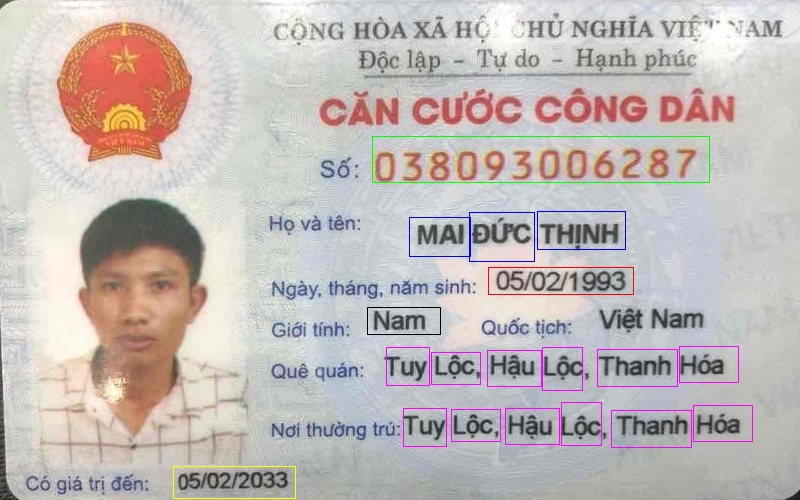 CỘNG HÒA XÃ HỘI CHỦ NGHĨA VIỆT NAM
Độc lập - Tự do - Hạnh phúc
CĂN CƯỚC CÔNG DÂN
Số: 038093006287
Họ và tên: MAI ĐỨC THỊNH
Ngày, tháng, năm sinh: 05/02/1993
Giới tính: Nam Quốc tịch: Việt Nam
Quê quán: Tuy Lộc, Hậu Lộc, Thanh Hóa
Nơi thường trú: Tuy Lộc, Hậu Lộc, Thanh Hóa
Có giá trị đến: 05/02/2033